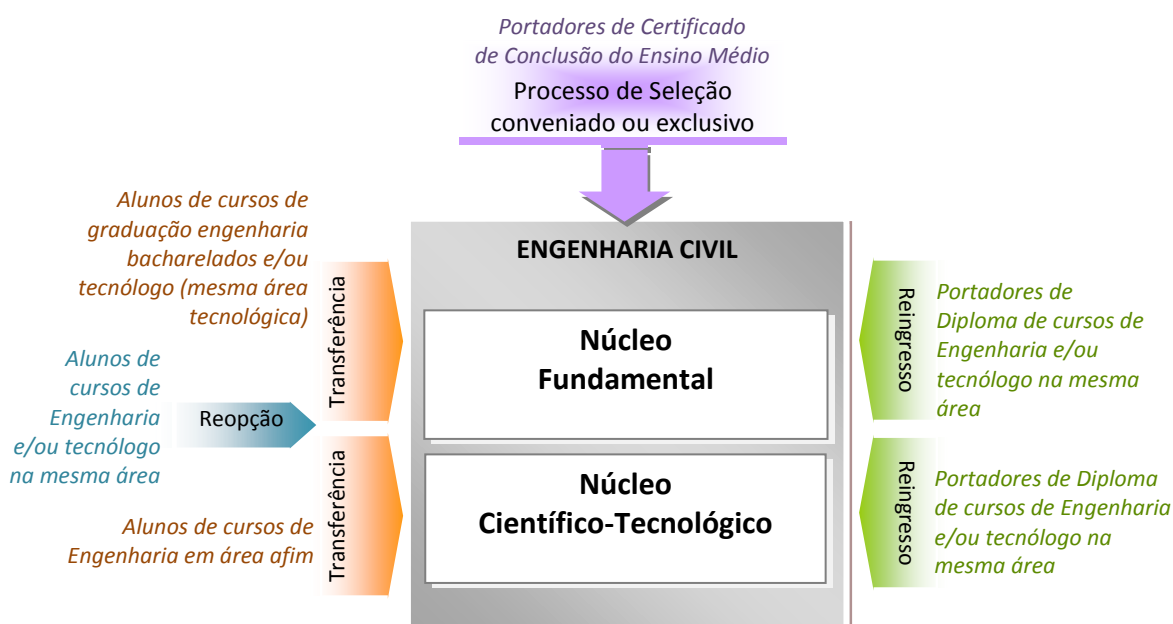 Portadores de Certificado
de Conclusão do Ensino Médio
Processo de Seleção
conveniado ou exclusivo
Alunos de cursos de
graduação engenharia
bacharelados e/ou
tecnólogo (mesma área
tecnológica)
Transferência
Alunos de
cursos de
Engenharia
e/ou tecnólogo
na mesma área
Reopção
Alunos de cursos de
Engenharia em área afim
Transferência
ENGENHARIA CIVIL
Núcleo
Fundamental
Núcleo
Científico-Tecnológico
Reingresso
Portadores de
Diploma de cursos de
Engenharia e/ou
tecnólogo na mesma
área
Reingresso
Portadores de Diploma
de cursos de Engenharia
e/ou tecnólogo na
mesma área